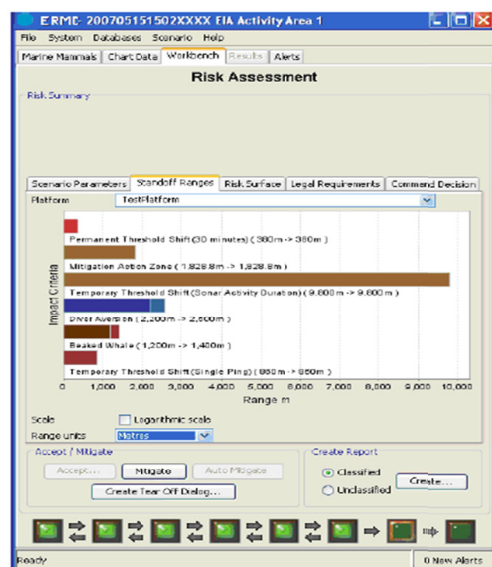 ERMC- 200705151502XXXX EIA Activity Area 1
File System Databases Scenario Help
Marine Mammals Chart Data Workbench Results Alerts
Risk Assessment
Risk Summary
Scenario Parameters Standoff Ranges Risk Surface Legal Requirements Command Decision
Platform TestPlatform
Impact Criteria
Permanent Threshold Shift (30 minutes) ( 380m -> 380m )
Mitigation Action Zone ( 1,828.8m -> 1,828.8m )
Temporary Threshold Shift (Sonar Activity Duration) ( 9,800m -> 9,800m )
Diver Aversion ( 2,200m -> 2,600m )
Beaked Whale ( 1,200m -> 1,400m )
Temporary Threshold Shift (Single Ping) ( 860m -> 860m )
0 1,000 2,000 3,000 4,000 5,000 6,000 7,000 8,000 9,000 10,000
Range m
Scale Logarithmic scale
Range units Metres
Accept / Mitigate Create Report
Accept... Mitigate Auto Mitigate Classified
Create Tear Off Dialog... Unclassified Create...
Ready 0 New Alerts